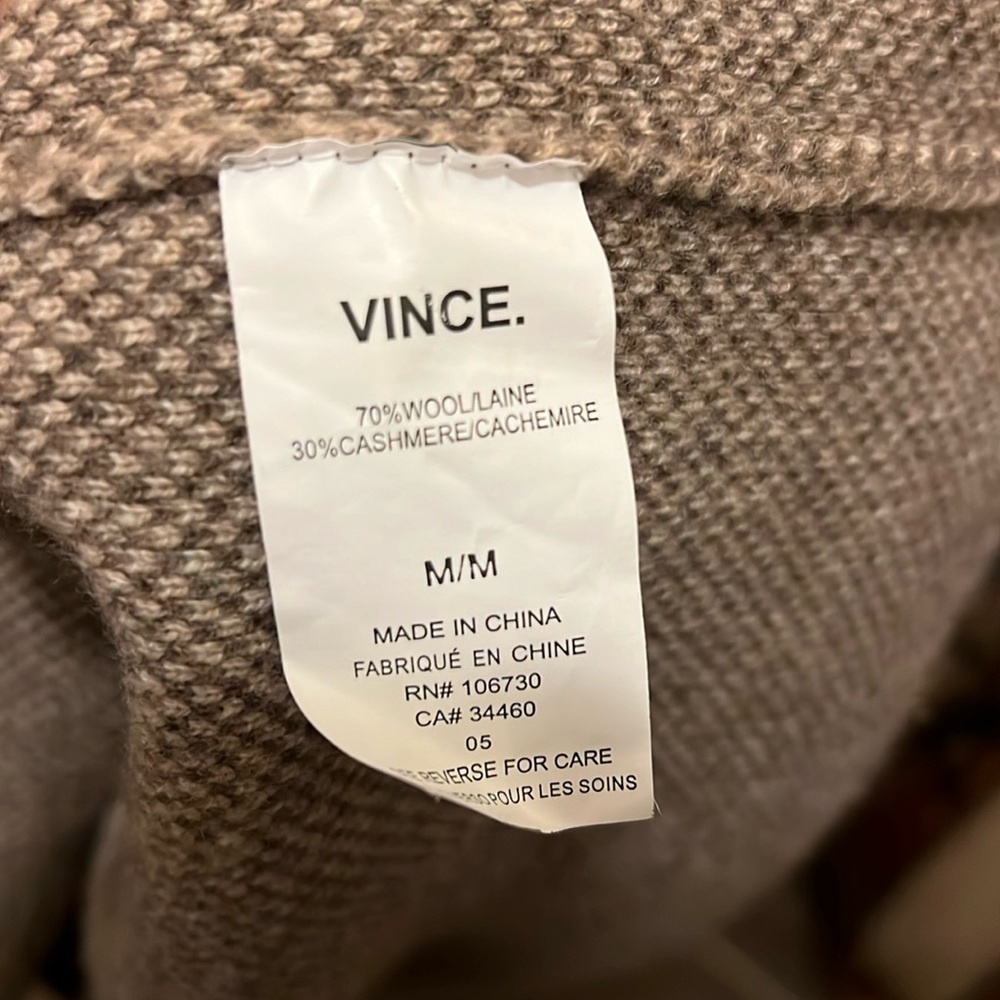 VINCE.
70%WOOL/LAINE
30%CASHMERE/CACHEMIRE
M/M
MADE IN CHINA
FABRIQUÉ EN CHINE
RN# 106730
CA# 34460
05
REVERSE FOR CARE
POUR LES SOINS